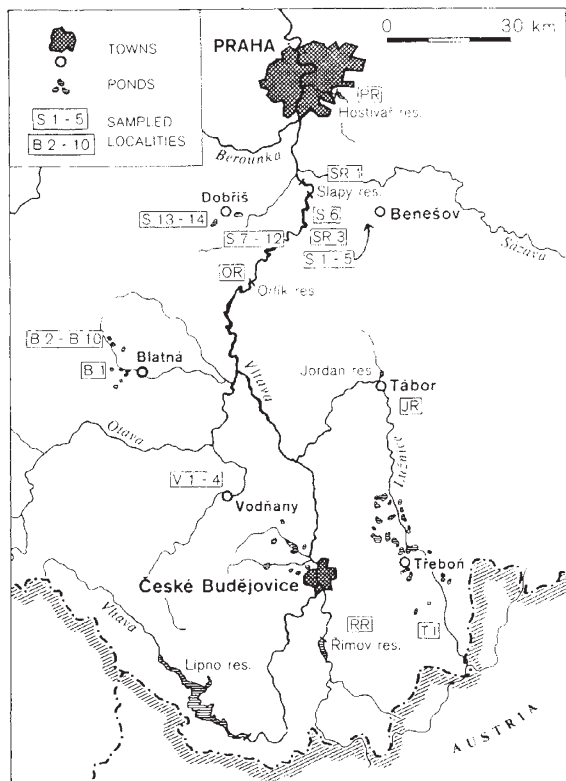 TOWNS
PONDS
S 1 - 5 SAMPLED
B 2 - 10 LOCALITIES
PRAHA
0 30 km
PR
Hostivař res.
Berounka
SR 1
Slapy res.
Dobříš
S 6
Benešov
S 13 - 14
S 7 - 12
SR 3
S 1 - 5
Sázava
OR
Orlík res.
B 2 - B 10
Blatná
B 1
Vltava
Jordan res.
Tábor
JR
Otava
Lužnice
V 1 - 4
Vodňany
Třeboň
České Budějovice
Vltava
RR
T 1
Římov res.
Lipno res.
AUSTRIA